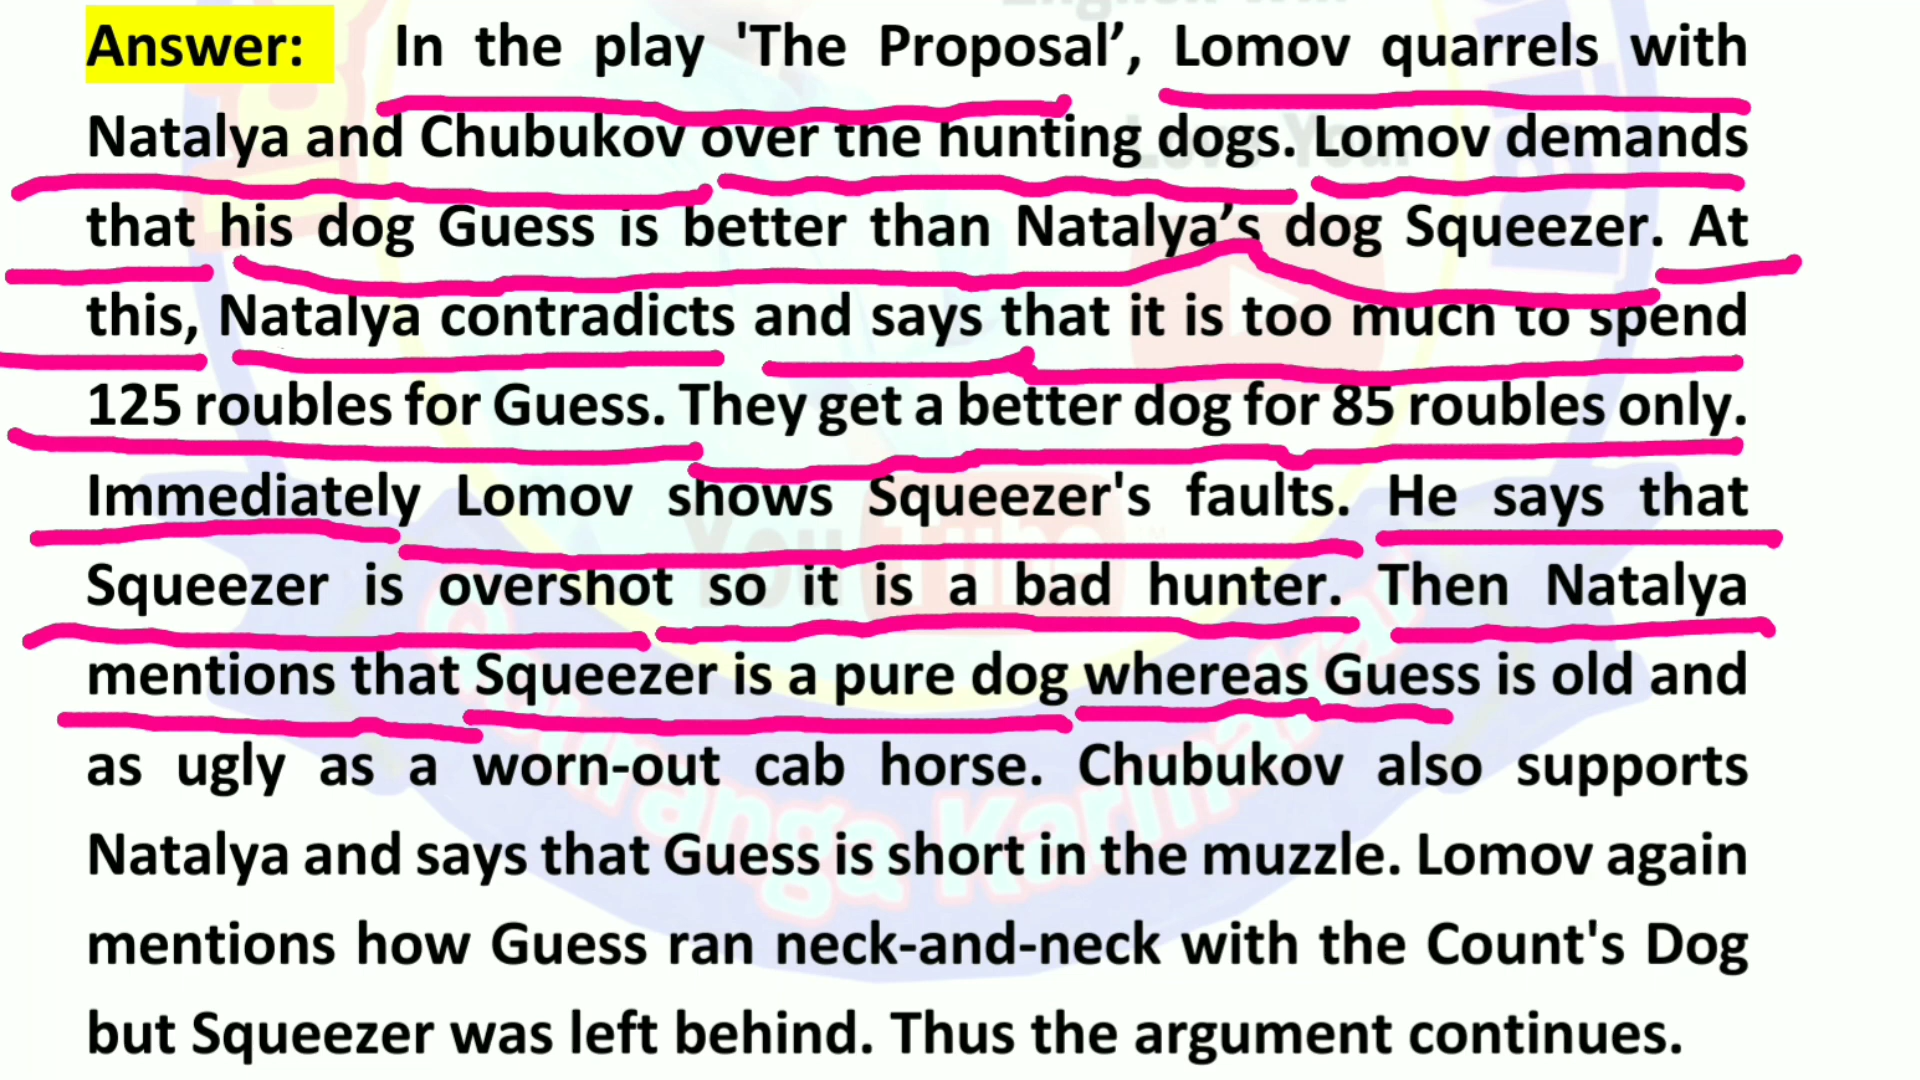 Answer: In the play 'The Proposal’, Lomov quarrels with
Natalya and Chubukov over the hunting dogs. Lomov demands
that his dog Guess is better than Natalya’s dog Squeezer. At
this, Natalya contradicts and says that it is too much to spend
125 roubles for Guess. They get a better dog for 85 roubles only.
Immediately Lomov shows Squeezer's faults. He says that
Squeezer is overshot so it is a bad hunter. Then Natalya
mentions that Squeezer is a pure dog whereas Guess is old and
as ugly as a worn-out cab horse. Chubukov also supports
Natalya and says that Guess is short in the muzzle. Lomov again
mentions how Guess ran neck-and-neck with the Count's Dog
but Squeezer was left behind. Thus the argument continues.